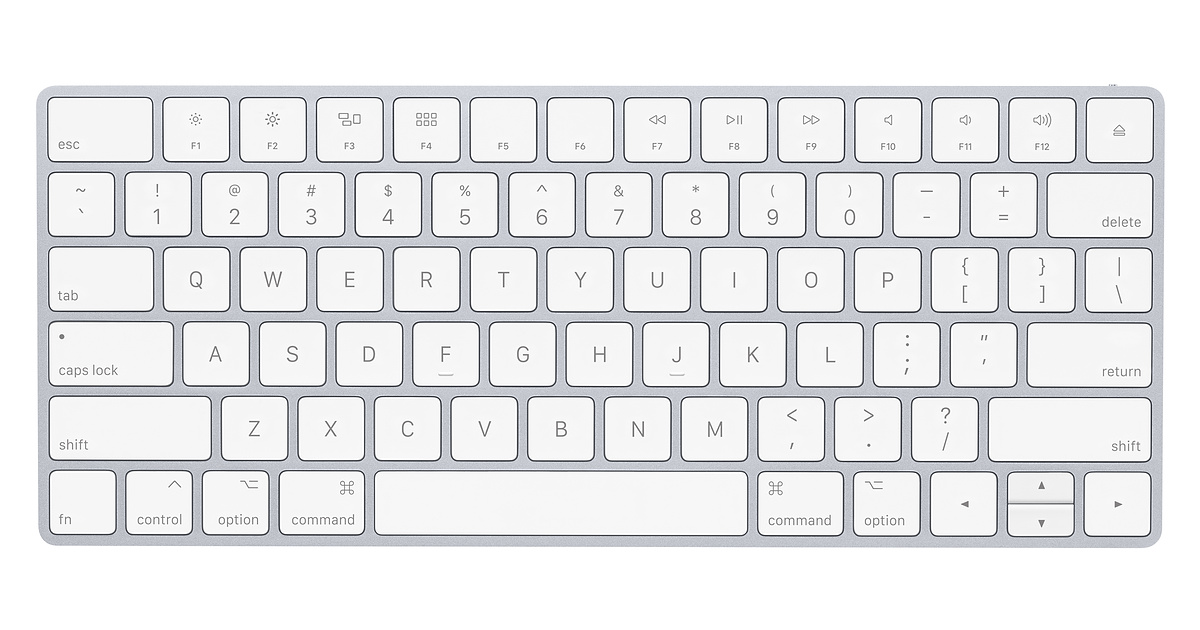 esc F1 F2 F3 F4 F5 F6 F7 F8 F9 F10 F11 F12
~ ! @ # $ % ^ & * ( ) — +
` 1 2 3 4 5 6 7 8 9 0 - = delete
tab Q W E R T Y U I O P { [ } ] | \
caps lock A S D F G H J K L : ; " ' return
shift Z X C V B N M < , > . ? / shift
fn control ^ option ⌥ command ⌘ ⌘ command ⌥ option ◀ ▲ ▼ ▶